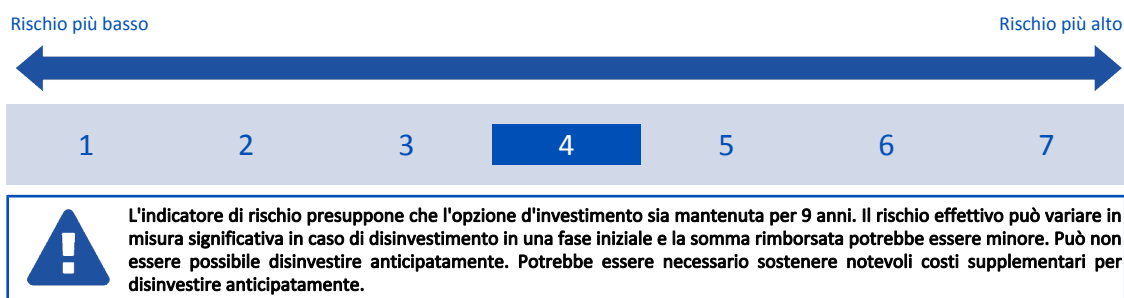 Rischio più basso Rischio più alto
1 2 3 4 5 6 7
L'indicatore di rischio presuppone che l'opzione d'investimento sia mantenuta per 9 anni. Il rischio effettivo può variare in
misura significativa in caso di disinvestimento in una fase iniziale e la somma rimborsata potrebbe essere minore. Può non
essere possibile disinvestire anticipatamente. Potrebbe essere necessario sostenere notevoli costi supplementari per
disinvestire anticipatamente.